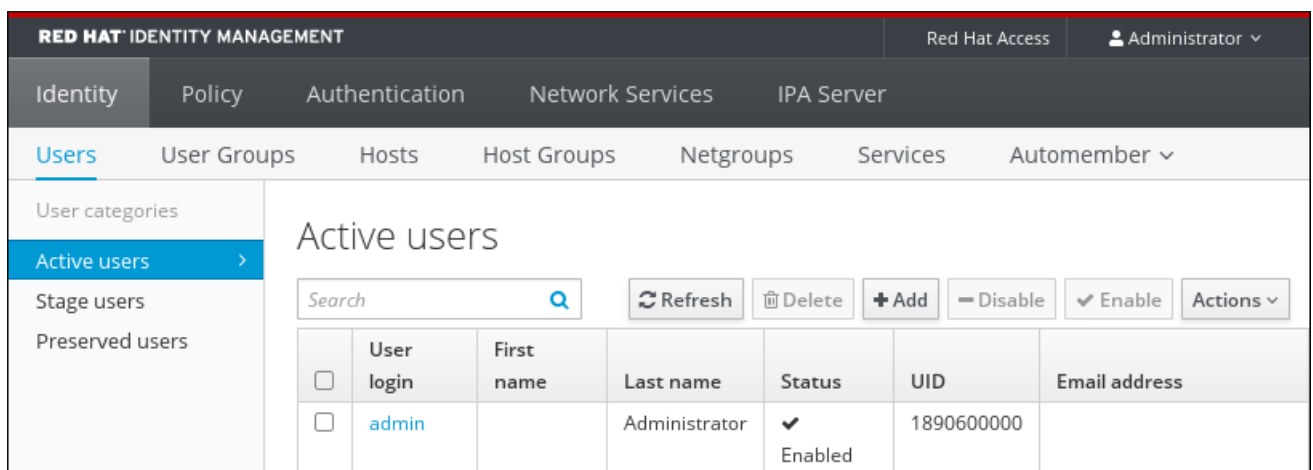 RED HAT® IDENTITY MANAGEMENT Red Hat Access Administrator
Identity Policy Authentication Network Services IPA Server
Users User Groups Hosts Host Groups Netgroups Services Automember
User categories
Active users
Stage users
Preserved users
Active users
Search Refresh Delete Add Disable Enable Actions
User login First name Last name Status UID Email address
admin Administrator Enabled 1890600000